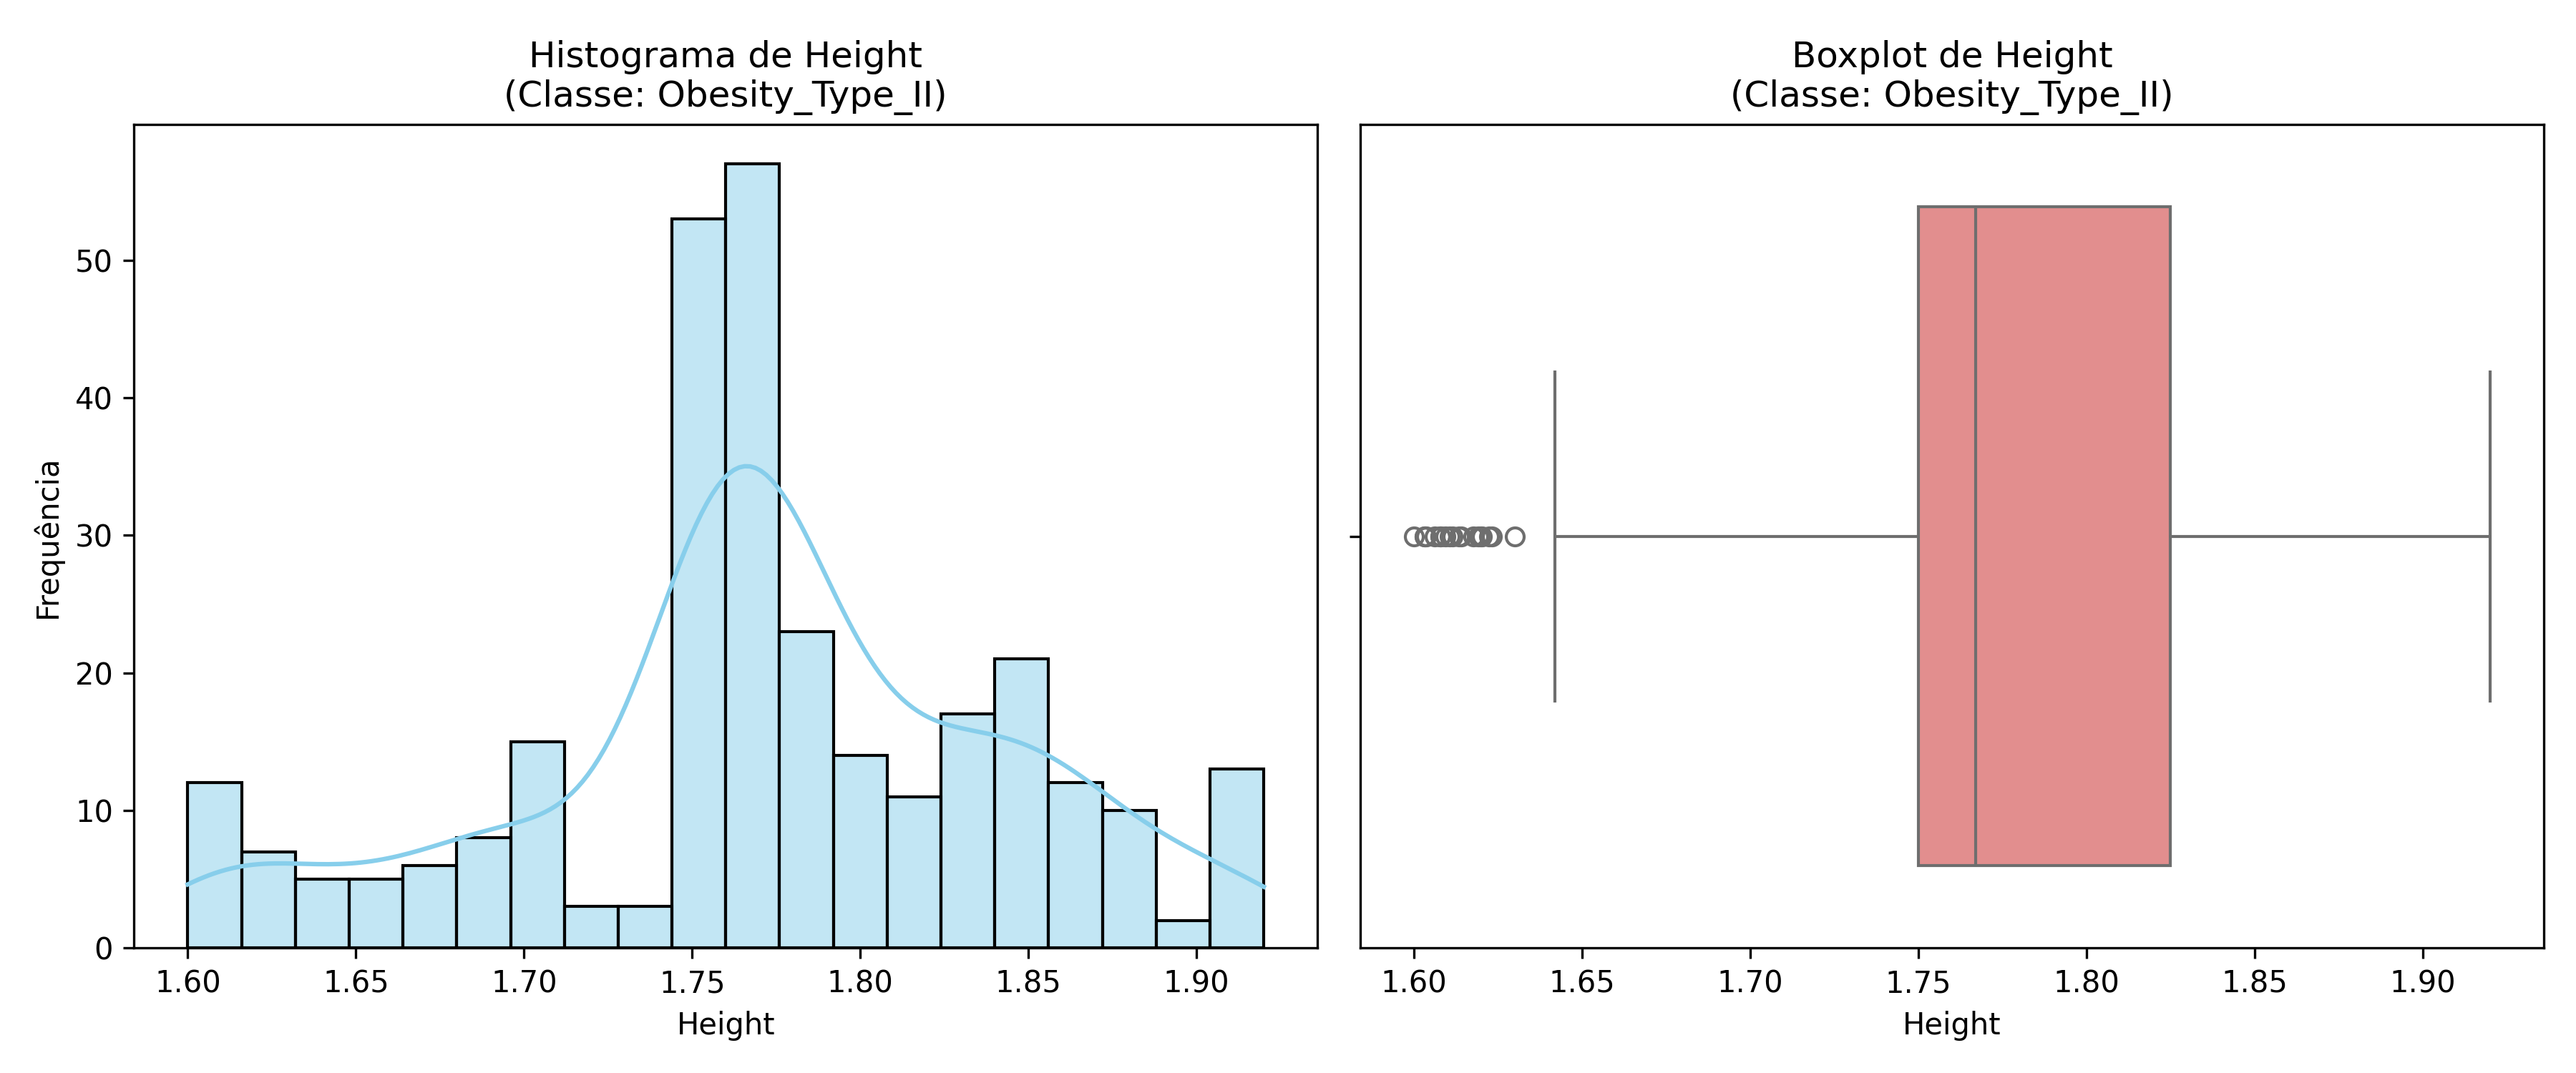 Histograma de Height
(Classe: Obesity_Type_II)
Frequência
50
40
30
20
10
0
1.60 1.65 1.70 1.75 1.80 1.85 1.90
Height
Boxplot de Height
(Classe: Obesity_Type_II)
1.60 1.65 1.70 1.75 1.80 1.85 1.90
Height